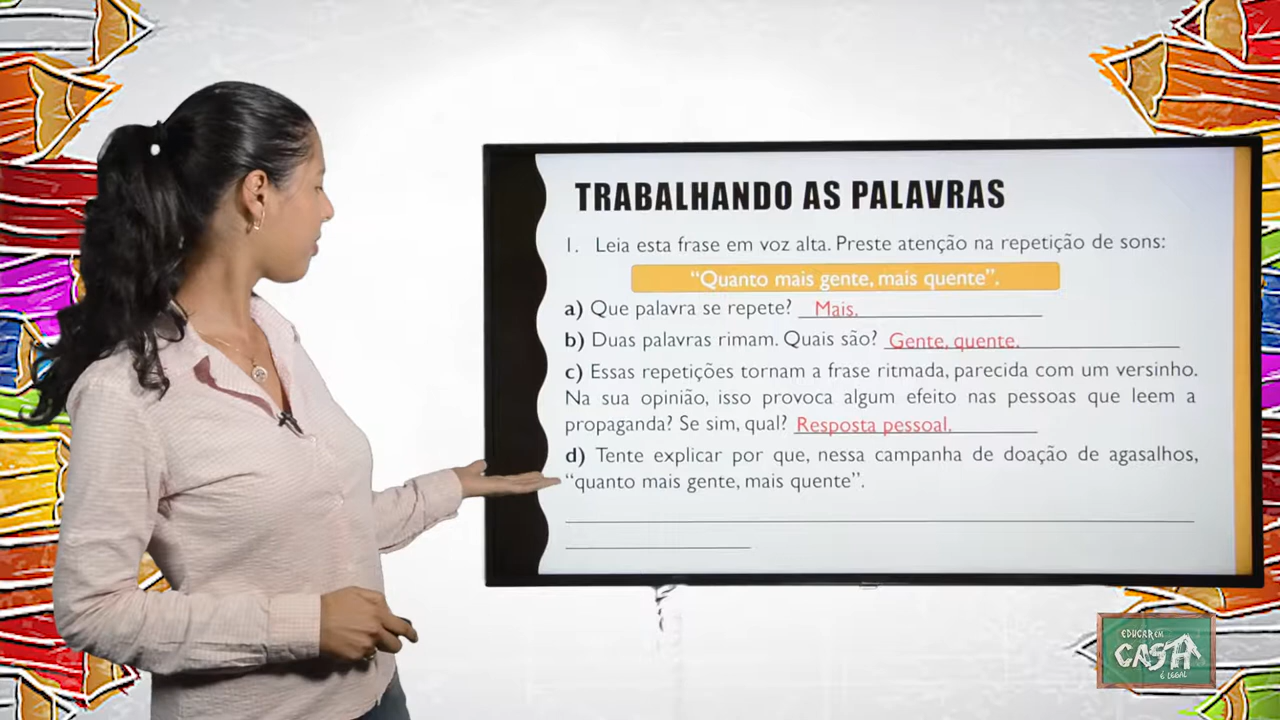 TRABALHANDO AS PALAVRAS
1. Leia esta frase em voz alta. Preste atenção na repetição de sons:
“Quanto mais gente, mais quente”.
a) Que palavra se repete? Mais.
b) Duas palavras rimam. Quais são? Gente, quente.
c) Essas repetições tornam a frase ritmada, parecida com um versinho.
Na sua opinião, isso provoca algum efeito nas pessoas que leem a
propaganda? Se sim, qual? Resposta pessoal.
d) Tente explicar por que, nessa campanha de doação de agasalhos,
“quanto mais gente, mais quente”.
EDUCAR EM
CASA
É LEGAL